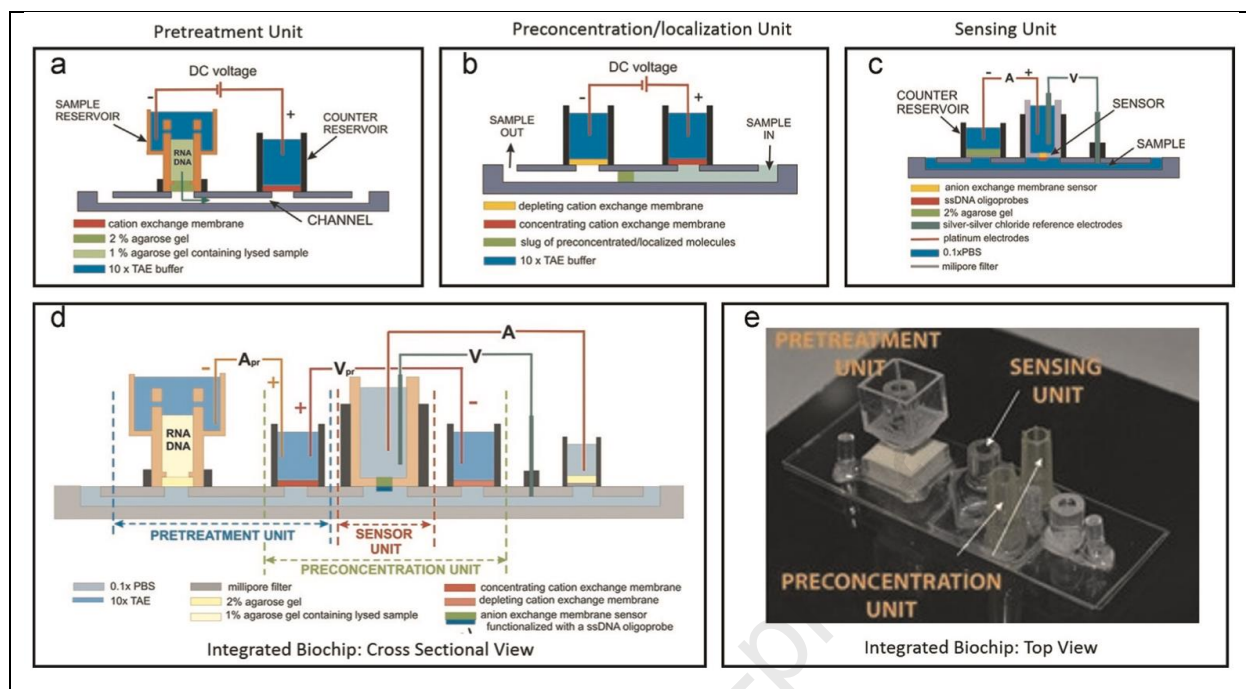 Pretreatment Unit
Preconcentration/localization Unit
Sensing Unit
a
DC voltage
-
+
SAMPLE
RESERVOIR
COUNTER
RESERVOIR
RNA
DNA
CHANNEL
cation exchange membrane
2 % agarose gel
1 % agarose gel containing lysed sample
10 x TAE buffer
b
DC voltage
-
+
SAMPLE
OUT
SAMPLE
IN
depleting cation exchange membrane
concentrating cation exchange membrane
slug of preconcentrated/localized molecules
10 x TAE buffer
c
- A +
V
COUNTER
RESERVOIR
SENSOR
SAMPLE
anion exchange membrane sensor
ssDNA oligoprobes
2% agarose gel
silver-silver chloride reference electrodes
platinum electrodes
0.1xPBS
milipore filter
d
A
V
- Apr +
+ Vpr -
RNA
DNA
PRETREATMENT UNIT
SENSOR
UNIT
PRECONCENTRATION UNIT
0.1x PBS
10x TAE
millipore filter
2% agarose gel
1% agarose gel containing lysed sample
concentrating cation exchange membrane
depleting cation exchange membrane
anion exchange membrane sensor
functionalized with a ssDNA oligoprobe
Integrated Biochip: Cross Sectional View
e
PRETREATMENT
UNIT
SENSING
UNIT
PRECONCENTRATION
UNIT
Integrated Biochip: Top View